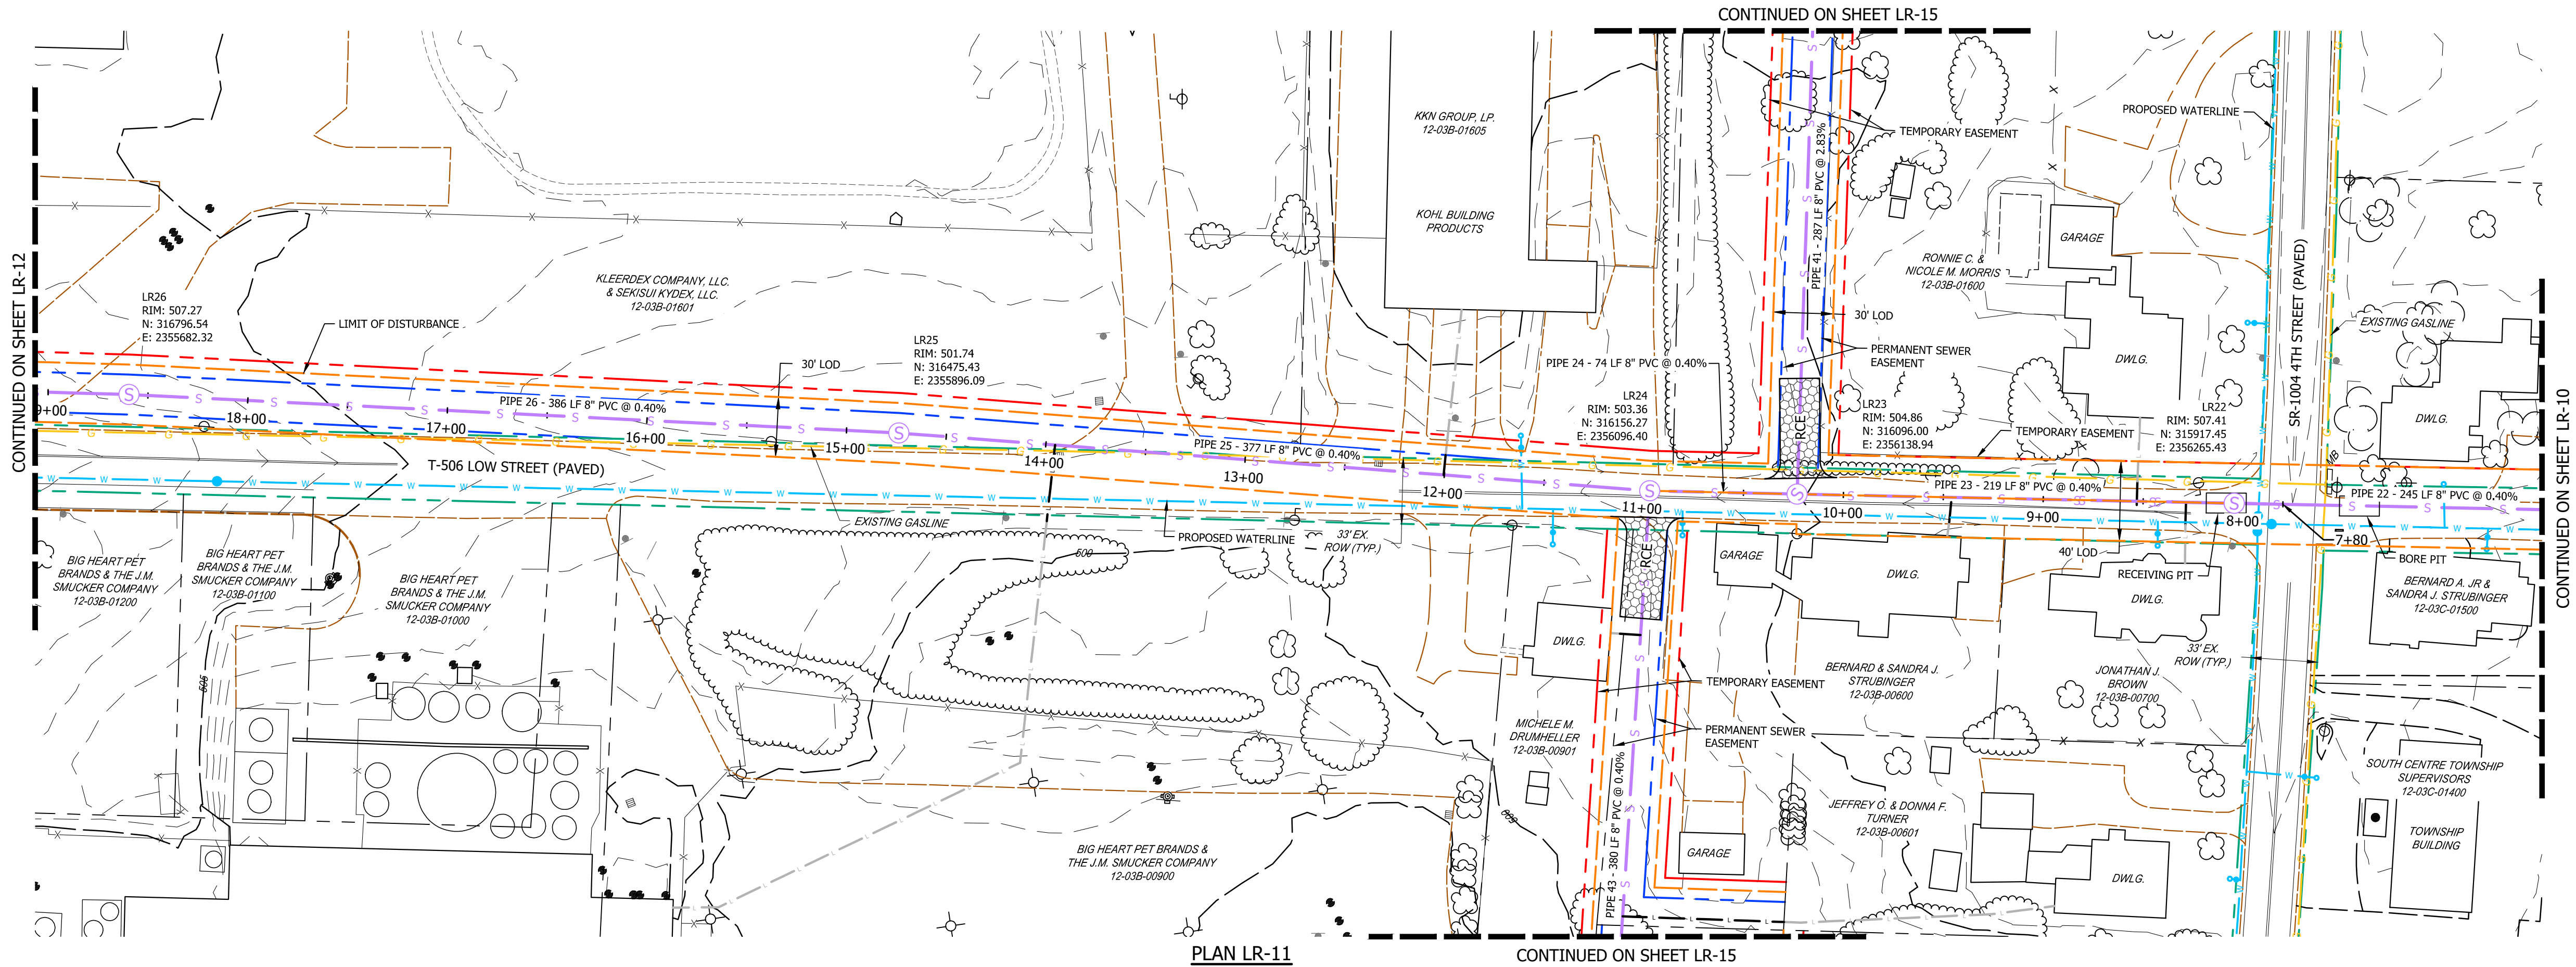 CONTINUED ON SHEET LR-15
CONTINUED ON SHEET LR-12
CONTINUED ON SHEET LR-10
LR26
RIM: 507.27
N: 316796.54
E: 2355682.32
LIMIT OF DISTURBANCE
KLEERDEX COMPANY, LLC.
& SEKISUI KYDEX, LLC.
12-03B-01601
30' LOD
LR25
RIM: 501.74
N: 316475.43
E: 2355896.09
KKN GROUP, LP.
12-03B-01605
KOHL BUILDING
PRODUCTS
PIPE 24 - 74 LF 8" PVC @ 0.40%
LR24
RIM: 503.36
N: 316156.27
E: 2356096.40
PIPE 41 - 287 LF 8" PVC @ 2.83%
TEMPORARY EASEMENT
30' LOD
PERMANENT SEWER
EASEMENT
RCE
LR23
RIM: 504.86
N: 316096.00
E: 2356138.94
RONNIE C. &
NICOLE M. MORRIS
12-03B-01600
GARAGE
DWLG.
TEMPORARY EASEMENT
PROPOSED WATERLINE
LR22
RIM: 507.41
N: 315917.45
E: 2356265.43
SR-1004 4TH STREET (PAVED)
EXISTING GASLINE
DWLG.
MB
9+00
18+00
PIPE 26 - 386 LF 8" PVC @ 0.40%
17+00
16+00
15+00
PIPE 25 - 377 LF 8" PVC @ 0.40%
14+00
13+00
12+00
11+00
PIPE 23 - 219 LF 8" PVC @ 0.40%
10+00
9+00
8+00
7+80
PIPE 22 - 245 LF 8" PVC @ 0.40%
T-506 LOW STREET (PAVED)
EXISTING GASLINE
PROPOSED WATERLINE
33' EX.
ROW (TYP.)
RCE
GARAGE
DWLG.
40' LOD
RECEIVING PIT
DWLG.
BORE PIT
BERNARD A. JR &
SANDRA J. STRUBINGER
12-03C-01500
BIG HEART PET
BRANDS & THE J.M.
SMUCKER COMPANY
12-03B-01200
BIG HEART PET
BRANDS & THE J.M.
SMUCKER COMPANY
12-03B-01100
BIG HEART PET
BRANDS & THE J.M.
SMUCKER COMPANY
12-03B-01000
600
DWLG.
TEMPORARY EASEMENT
BERNARD & SANDRA J.
STRUBINGER
12-03B-00600
33' EX.
ROW (TYP.)
JONATHAN J.
BROWN
12-03B-00700
MICHELE M.
DRUMHELLER
12-03B-00901
PERMANENT SEWER
EASEMENT
PIPE 43 - 380 LF 8" PVC @ 0.40%
JEFFREY O. & DONNA F.
TURNER
12-03B-00601
GARAGE
DWLG.
SOUTH CENTRE TOWNSHIP
SUPERVISORS
12-03C-01400
TOWNSHIP
BUILDING
BIG HEART PET BRANDS &
THE J.M. SMUCKER COMPANY
12-03B-00900
PLAN LR-11
CONTINUED ON SHEET LR-15